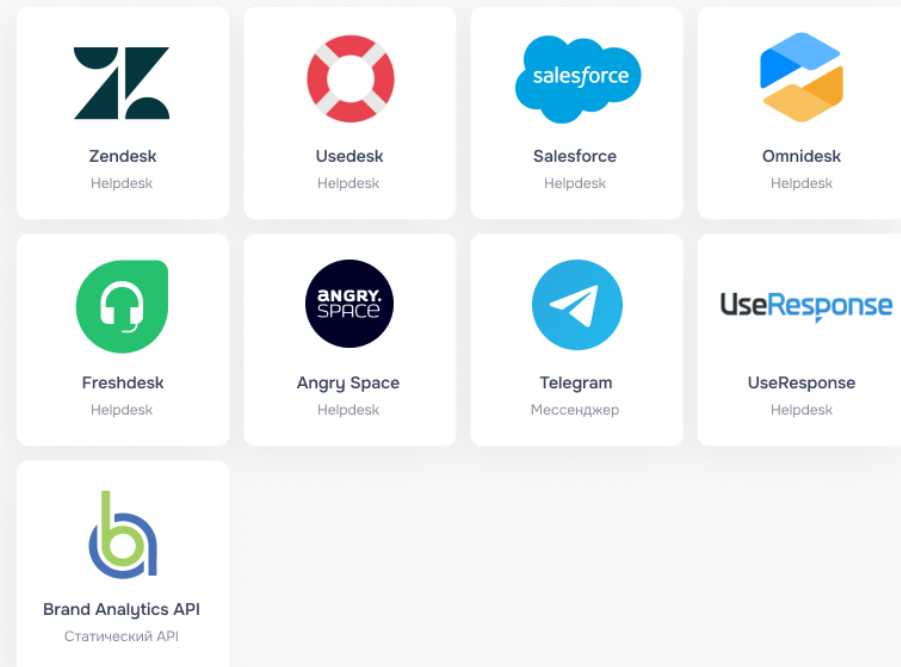 salesforce
Zendesk
Usedesk
Salesforce
Omnidesk
Helpdesk
Helpdesk
Helpdesk
Helpdesk
ANGRY.
SPACE
UseResponse
Freshdesk
Angry Space
Telegram
UseResponse
Helpdesk
Helpdesk
Мессенджер
Helpdesk
Brand Analytics API
Статический API